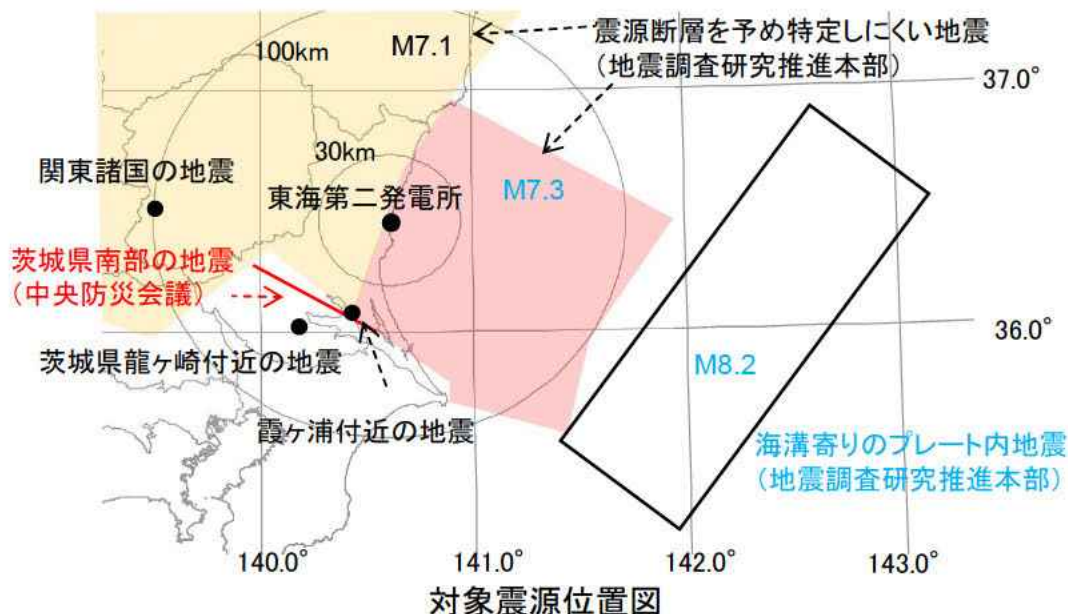 100km
M7.1
震源断層を予め特定しにくい地震
(地震調査研究推進本部)
37.0°
30km
関東諸国の地震
東海第二発電所
M7.3
茨城県南部の地震
(中央防災会議)
36.0°
茨城県龍ヶ崎付近の地震
M8.2
霞ヶ浦付近の地震
海溝寄りのプレート内地震
(地震調査研究推進本部)
140.0°
141.0°
142.0°
143.0°
対象震源位置図